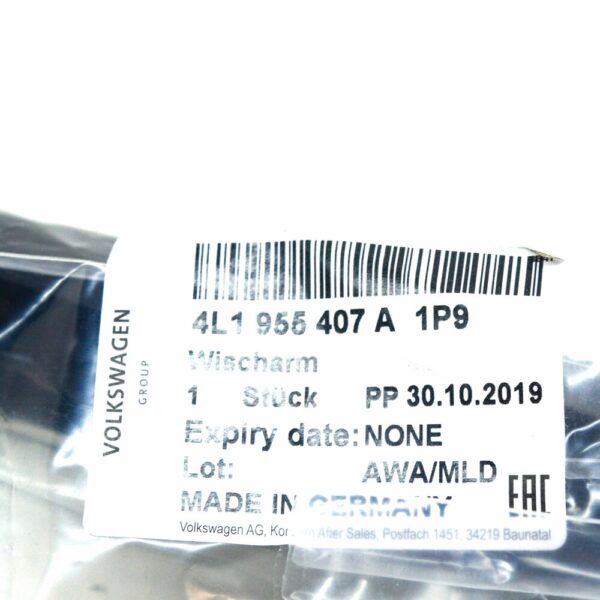 VOLKSWAGEN
GROUP
4L1 955 407 A 1P9
Wischarm
1 Stück PP 30.10.2019
Expiry date: NONE
Lot: AWA/MLD
MADE IN GERMANY
EAC
Volkswagen AG, After Sales, Postfach 1451, 34219 Baunatal